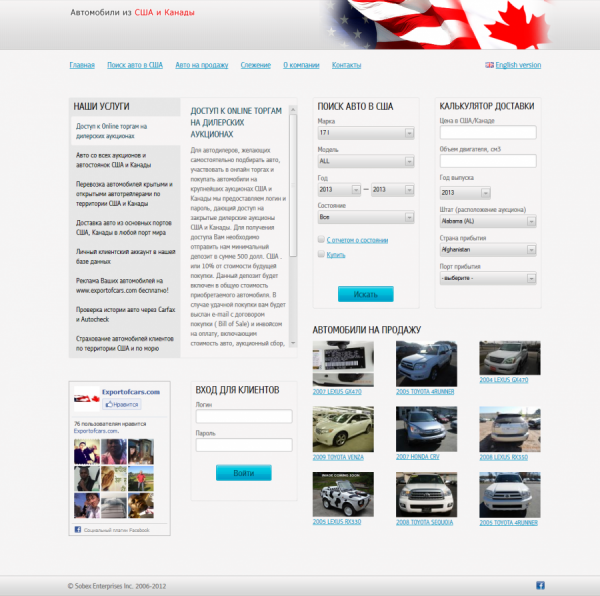 Автомобили из США и Канады
Главная
Поиск авто в США
Авто на продажу
Слежение
О компании
Контакты
English version
НАШИ УСЛУГИ
Доступ к Online торгам на
дилерских аукционах
Авто со всех аукционов и
автостоянок США и Канады
Перевозка автомобилей крытыми и
открытыми автотрейлерами по
территории США и Канады
Доставка авто из основных портов
США, Канады в любой порт мира
Личный клиентский аккаунт в нашей
базе данных
Реклама Ваших автомобилей на
www.exportofcars.com бесплатно!
Проверка истории авто через Carfax
и Autocheck
Страхование автомобилей клиентов
по территории США и по морю
ДОСТУП К ONLINE ТОРГАМ
НА ДИЛЕРСКИХ
АУКЦИОНАХ
Для автодилеров, желающих
самостоятельно подбирать авто,
участвовать в онлайн торгах и
покупать автомобили на
крупнейших аукционах США и
Канады мы предоставляем логин и
пароль, дающий доступ на
закрытые дилерские аукционы
США и Канады. Для получения
доступа Вам необходимо
отправить нам минимальный
депозит в сумме 500 долл. США .
или 10% от стоимости будущей
покупки. Данный депозит будет
включен в общую стоимость
приобретаемого автомобиля. В
случае удачной покупки вам будет
выслан e-mail с договором
покупки ( Bill of Sale) и инвойсом
на оплату, включающим
стоимость авто, аукционный сбор,
ПОИСК АВТО В США
Марка
17 I
Модель
ALL
Год
2013 — 2013
Состояние
Все
С отчетом о состоянии
Купить
Искать
КАЛЬКУЛЯТОР ДОСТАВКИ
Цена в США/Канаде
Объем двигателя, см3
Год выпуска
2013
Штат (расположение аукциона)
Alabama (AL)
Страна прибытия
Afghanistan
Порт прибытия
-выберите -
АВТОМОБИЛИ НА ПРОДАЖУ
2007 LEXUS GX470
2005 TOYOTA 4RUNNER
2004 LEXUS GX470
2009 TOYOTA VENZA
2007 HONDA CRV
2008 LEXUS RX350
IMAGE COMING SOON
2005 LEXUS RX330
2008 TOYOTA SEQUOIA
2005 TOYOTA 4RUNNER
Exportofcars.com
Нравится
76 пользователям нравится
Exportofcars.com.
Социальный плагин Facebook
ВХОД ДЛЯ КЛИЕНТОВ
Логин
Пароль
Войти
© Sobex Enterprises Inc. 2006-2012